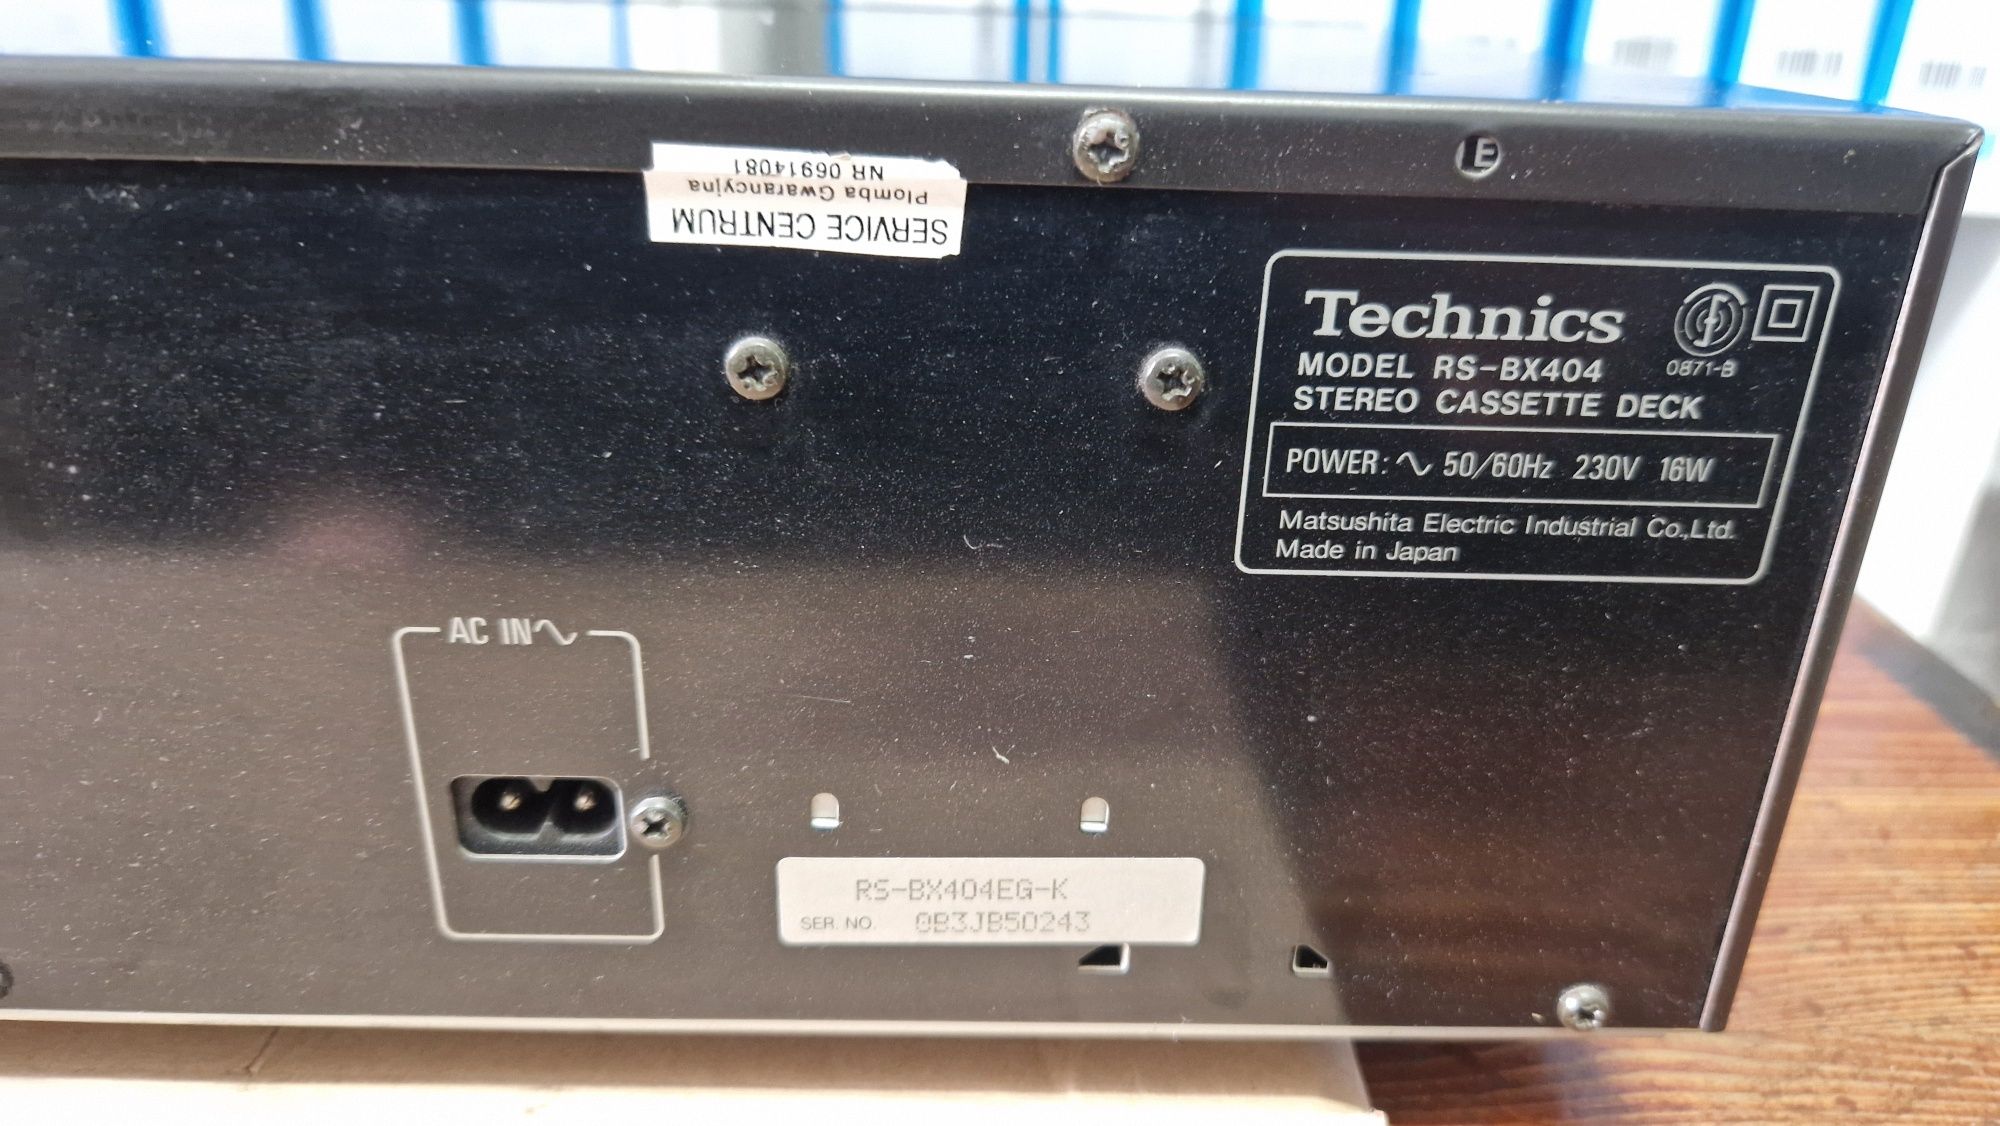 SERVICE CENTRUM
Plomba Gwarancyjna
NR 06914081
E
Technics
0871-B
MODEL RS-BX404
STEREO CASSETTE DECK
POWER: ∿ 50/60Hz 230V 16W
Matsushita Electric Industrial Co.,Ltd.
Made in Japan
AC IN∿
RS-BX404EG-K
SER. NO. 0B3JB50243